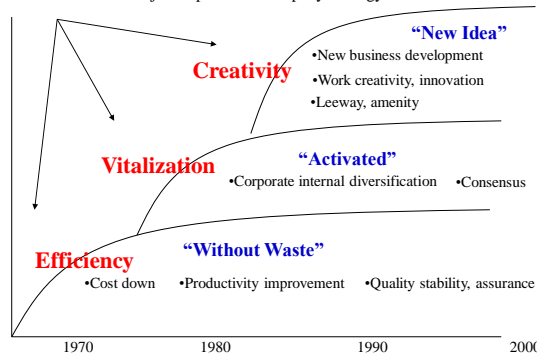 “New Idea”
•New business development
Creativity
•Work creativity, innovation
•Leeway, amenity
Vitalization
“Activated”
•Corporate internal diversification •Consensus
“Without Waste”
Efficiency
•Cost down •Productivity improvement •Quality stability, assurance
1970 1980 1990 2000